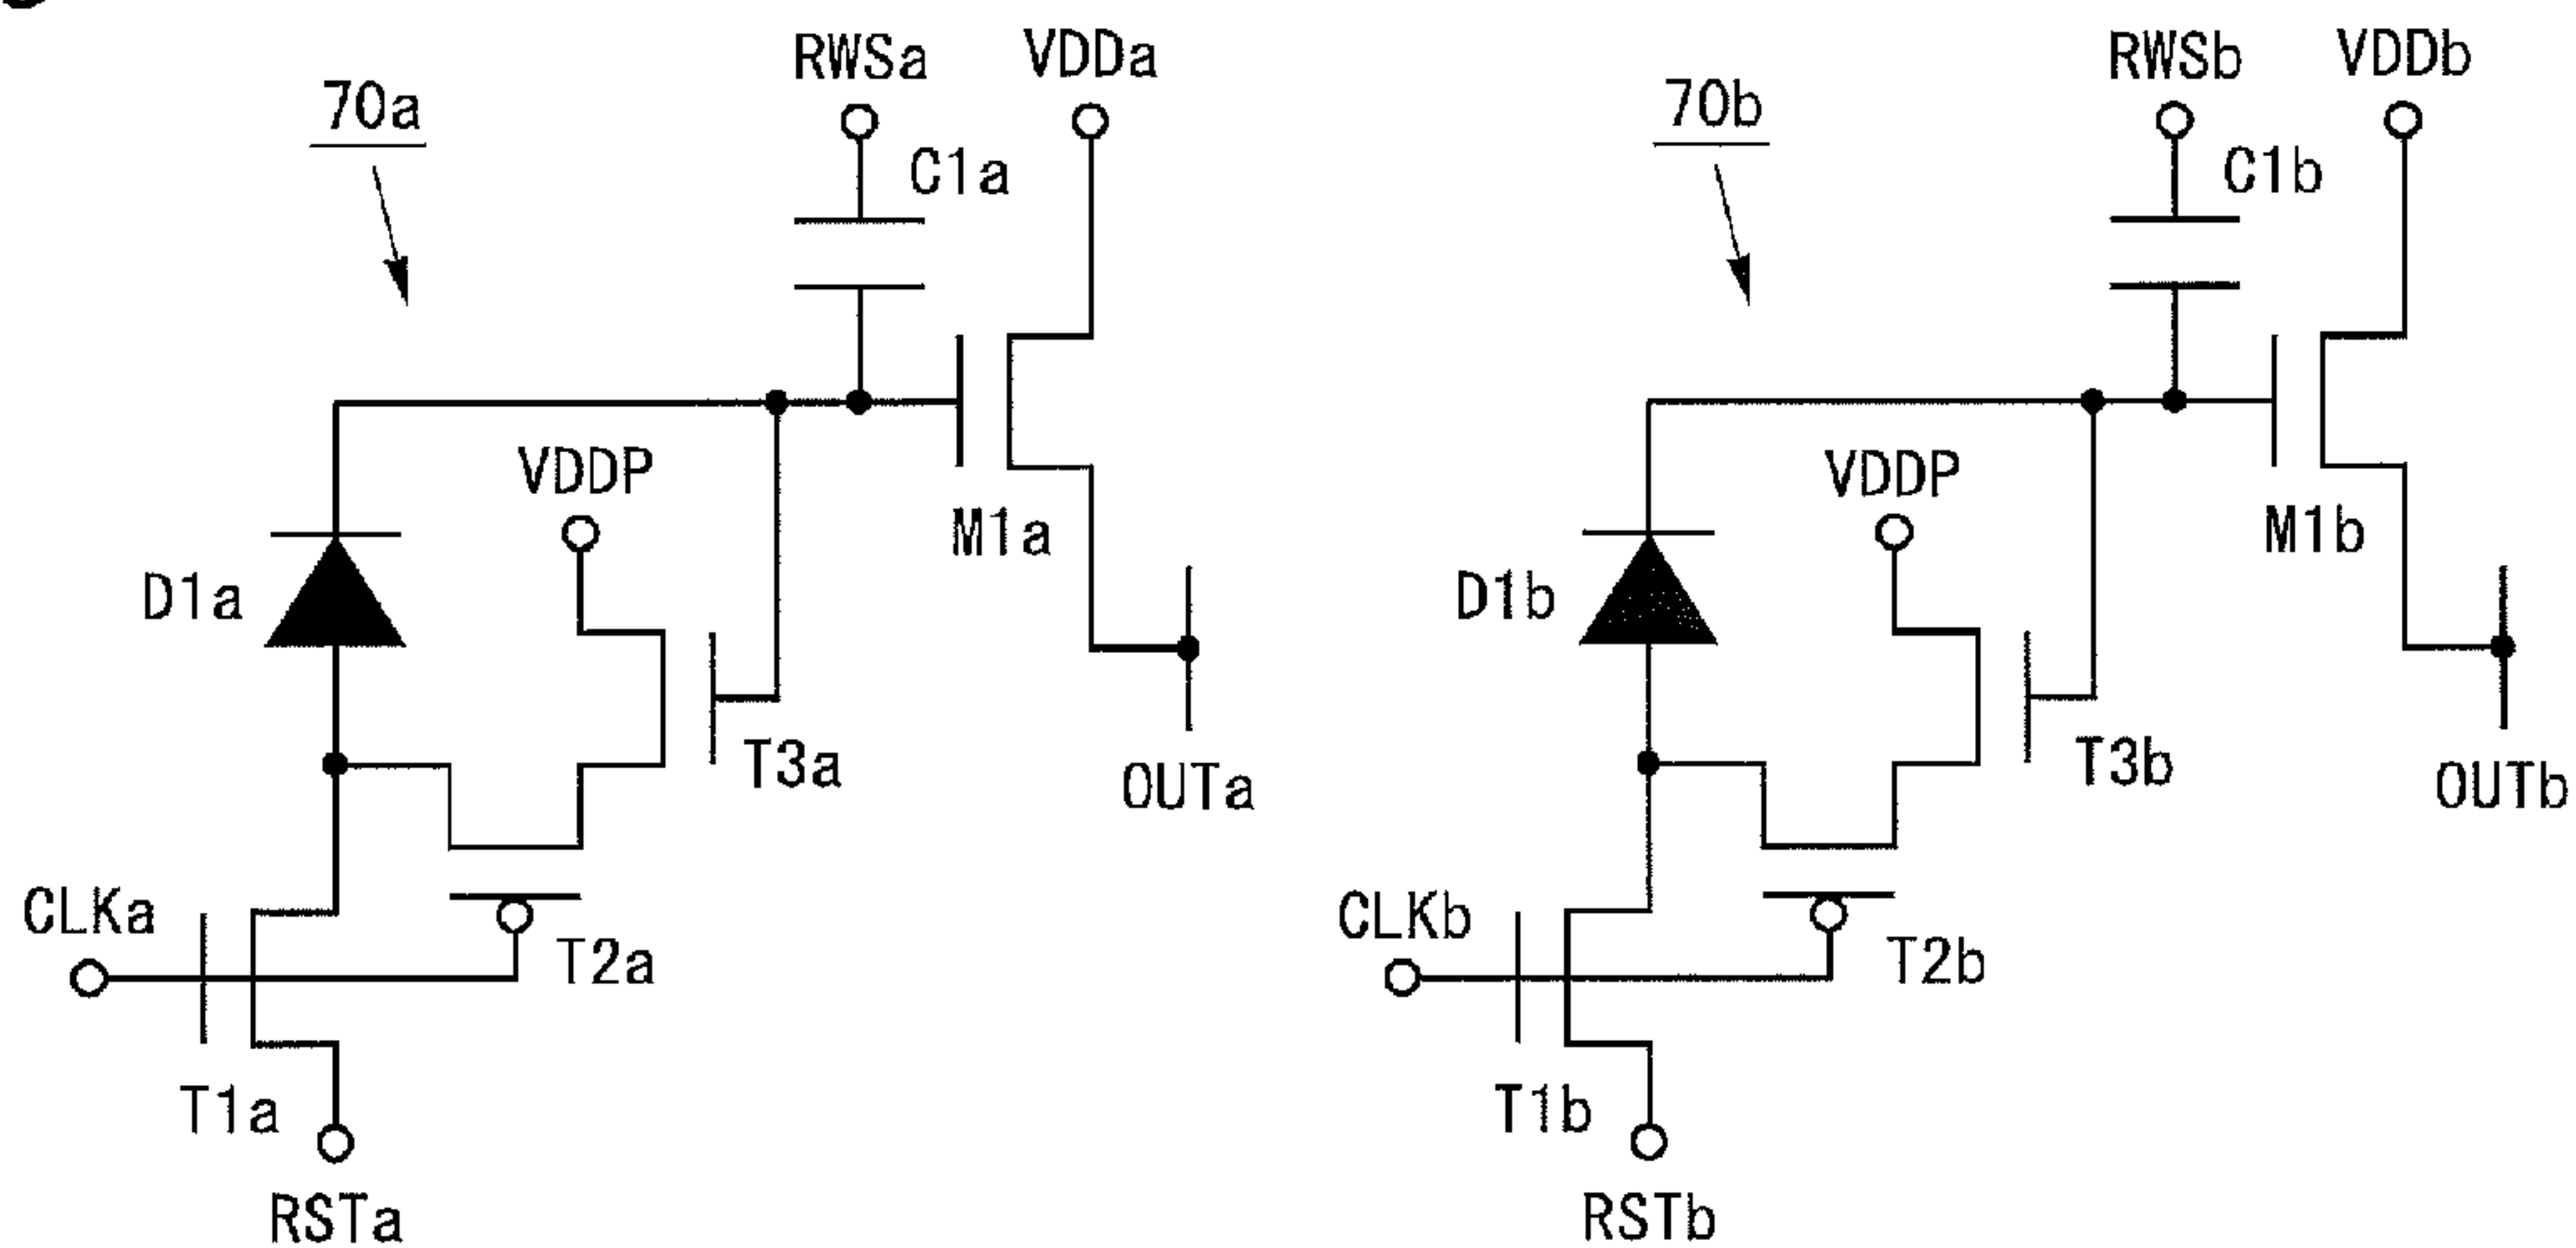 70a
RWSa
VDDa
C1a
VDDP
M1a
D1a
T3a
OUTa
CLKa
T2a
T1a
RSTa
70b
RWSb
VDDb
C1b
VDDP
M1b
D1b
T3b
OUTb
CLKb
T2b
T1b
RSTb